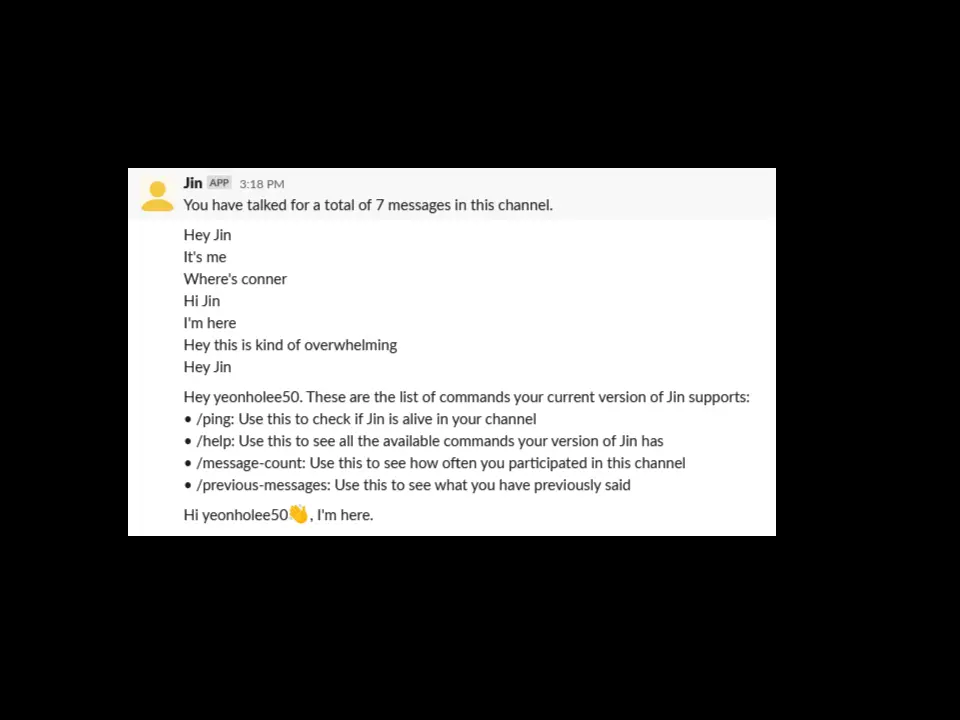 Jin APP 3:18 PM
You have talked for a total of 7 messages in this channel.
Hey Jin
It's me
Where's conner
Hi Jin
I'm here
Hey this is kind of overwhelming
Hey Jin
Hey yeonholee50. These are the list of commands your current version of Jin supports:
• /ping: Use this to check if Jin is alive in your channel
• /help: Use this to see all the available commands your version of Jin has
• /message-count: Use this to see how often you participated in this channel
• /previous-messages: Use this to see what you have previously said
Hi yeonholee50👋, I'm here.